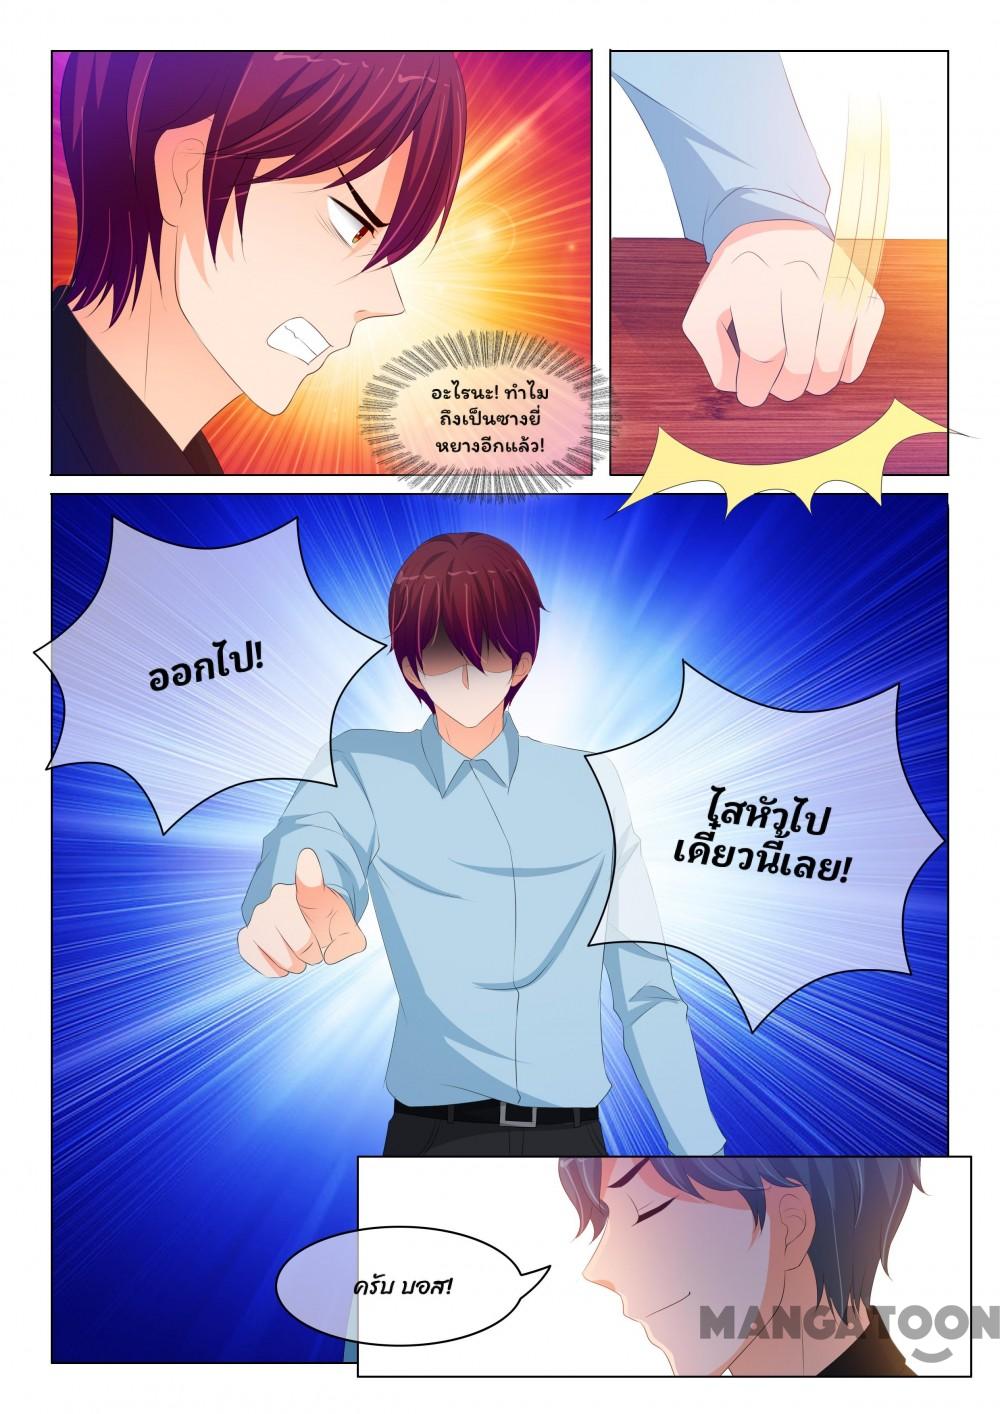 อะไรนะ! ทำไม
ถึงเป็นซางยี่
หยางอีกแล้ว!
ออกไป!
ไสหัวไป
เดี๋ยวนี้เลย!
ครับ บอส!
MANGATOON